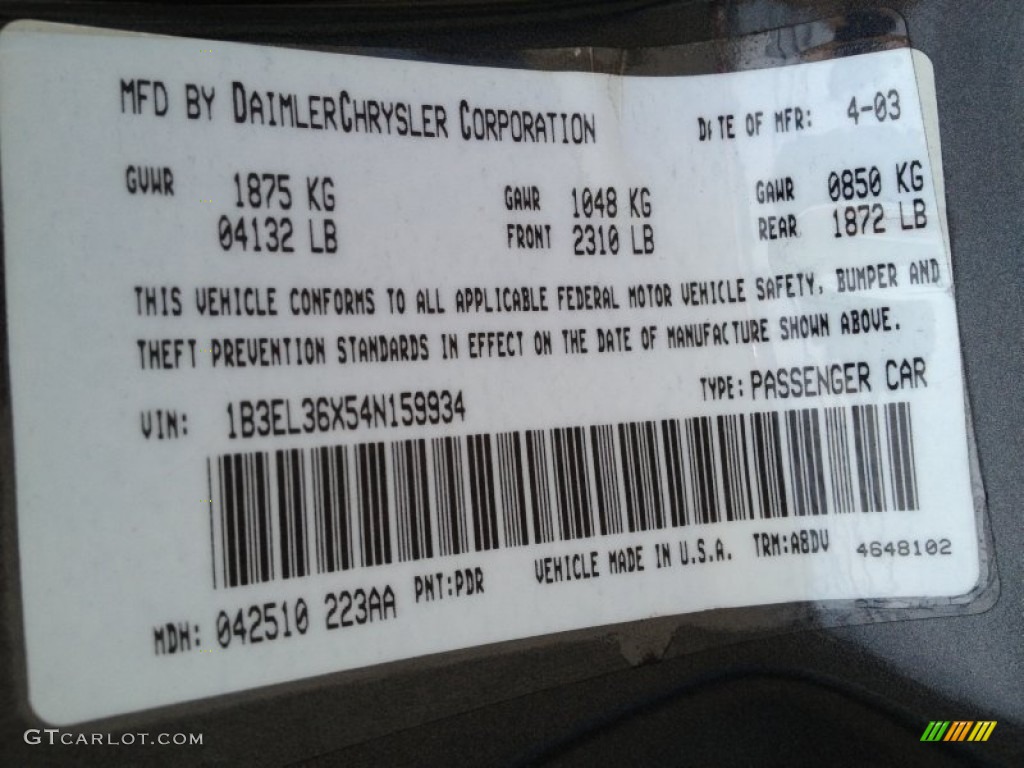 MFD BY DAIMLERCHRYSLER CORPORATION DATE OF MFR: 4-03
GVWR 1875 KG GAWR 1048 KG GAWR 0850 KG
04132 LB FRONT 2310 LB REAR 1872 LB
THIS VEHICLE CONFORMS TO ALL APPLICABLE FEDERAL MOTOR VEHICLE SAFETY, BUMPER AND
THEFT PREVENTION STANDARDS IN EFFECT ON THE DATE OF MANUFACTURE SHOWN ABOVE.
VIN: 1B3EL36X54N159934 TYPE: PASSENGER CAR
MDH: 042510 223AA PNT:PDR VEHICLE MADE IN U.S.A. TRM:A8DV 4648102
GTCARLOT.COM